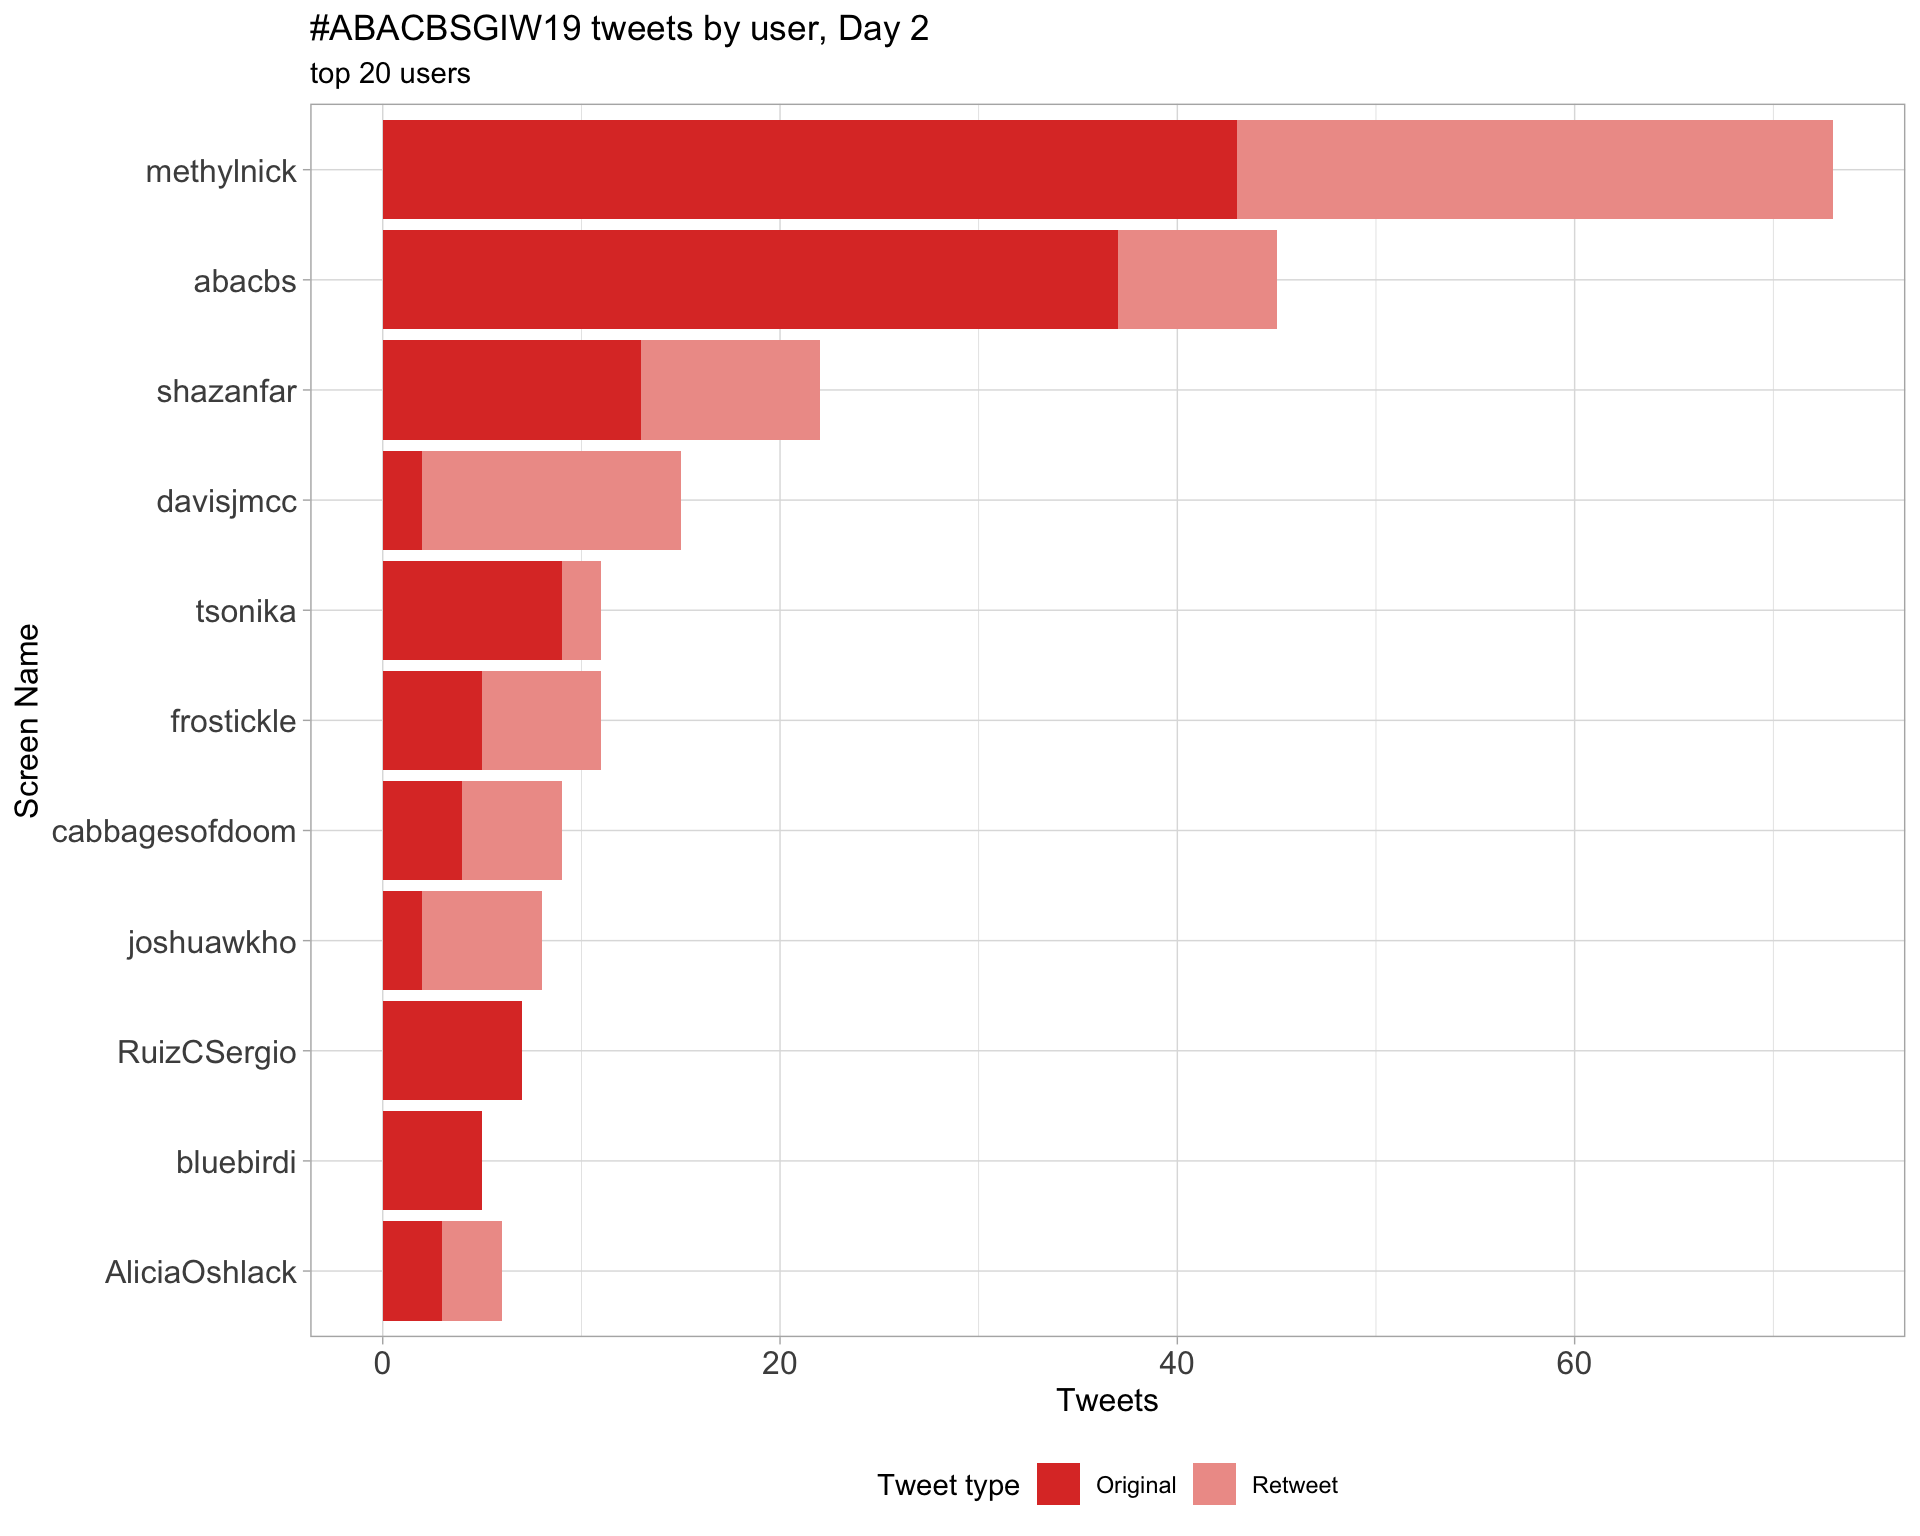 #ABACBSGIW19 tweets by user, Day 2
top 20 users
Screen Name
methylnick
abacbs
shazanfar
davisjmcc
tsonika
frostickle
cabbagesofdoom
joshuawkho
RuizCSergio
bluebirdi
AliciaOshlack
0 20 40 60
Tweets
Tweet type Original Retweet